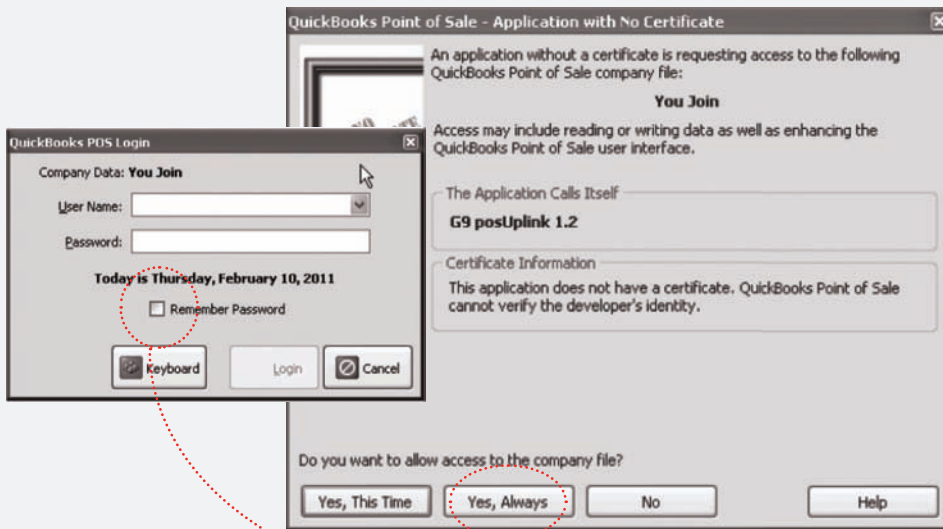 QuickBooks Point of Sale - Application with No Certificate
An application without a certificate is requesting access to the following
QuickBooks Point of Sale company file:
You Join
Access may include reading or writing data as well as enhancing the
QuickBooks Point of Sale user interface.
The Application Calls Itself
G9 posUplink 1.2
Certificate Information
This application does not have a certificate. QuickBooks Point of Sale
cannot verify the developer's identity.
Do you want to allow access to the company file?
Yes, This Time
Yes, Always
No
Help
QuickBooks POS Login
Company Data: You Join
User Name:
Password:
Today is Thursday, February 10, 2011
Remember Password
Keyboard
Login
Cancel